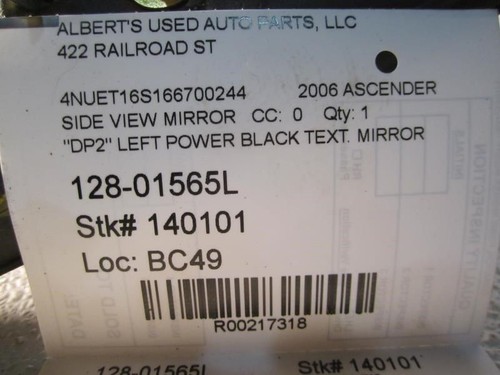 ALBERT'S USED AUTO PARTS, LLC
422 RAILROAD ST
4NUET16S166700244 2006 ASCENDER
SIDE VIEW MIRROR CC: 0 Qty: 1
"DP2" LEFT POWER BLACK TEXT. MIRROR
128-01565L
Stk# 140101
Loc: BC49
R00217318
128-01565L Stk# 140101